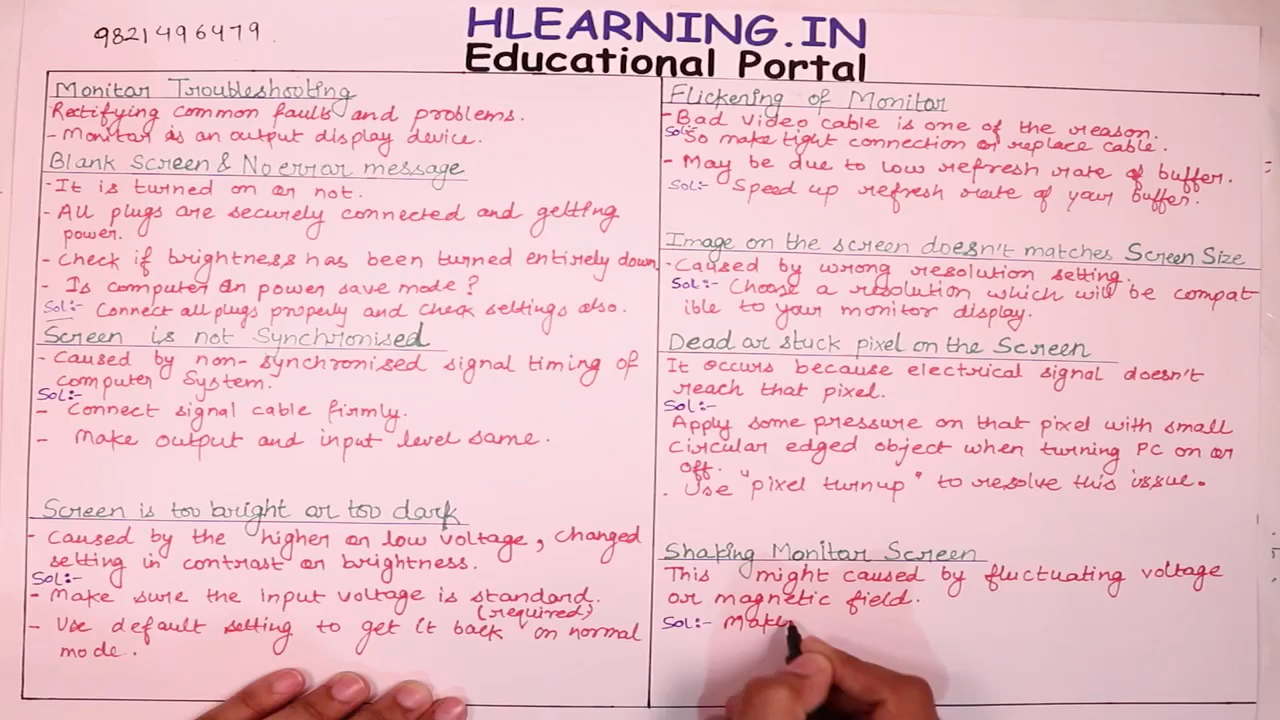 9821496479
HLEARNING.IN
Educational Portal
Monitor Troubleshooting
Rectifying common faults and problems.
- Monitor is an output display device.
Blank Screen & No error message
- It is turned on or not.
- All plugs are securely connected and getting
power.
- Check if brightness has been turned entirely down
- Is computer in power save mode?
Sol:- Connect all plugs properly and check settings also.
Screen is not Synchronised
- Caused by non-synchronised signal timing of
computer System.
Sol:-
- Connect signal cable firmly.
- Make output and input level same.
Screen is too bright or too dark
- Caused by the higher or low voltage, changed
setting in contrast or brightness.
Sol:-
- Make sure the input voltage is standard.
(required)
- Use default setting to get it back on normal
mode.
Flickering of Monitor
- Bad video cable is one of the reason.
Sol:- So make tight connection or replace cable.
- May be due to low refresh rate of buffer.
Sol:- Speed up refresh rate of your buffer.
Image on the screen doesn't matches Screen Size
- Caused by wrong resolution setting.
Sol:- Choose a resolution which will be compat
ible to your monitor display.
Dead or stuck pixel on the Screen
It occurs because electrical signal doesn't
reach that pixel.
Sol:-
Apply some pressure on that pixel with small
Circular edged object when turning PC on or
off.
. Use "pixel turnup" to resolve this issue.
Shaking Monitor Screen
This might caused by fluctuating voltage
or magnetic field.
Sol:- Make